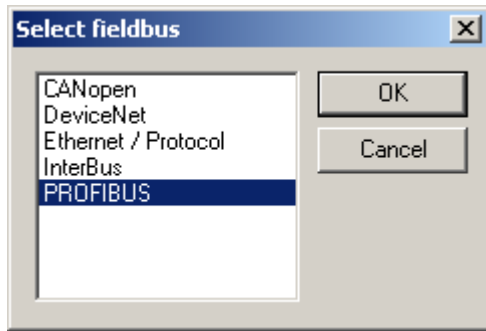 Select fieldbus
CANopen
DeviceNet
Ethernet / Protocol
InterBus
PROFIBUS
OK
Cancel